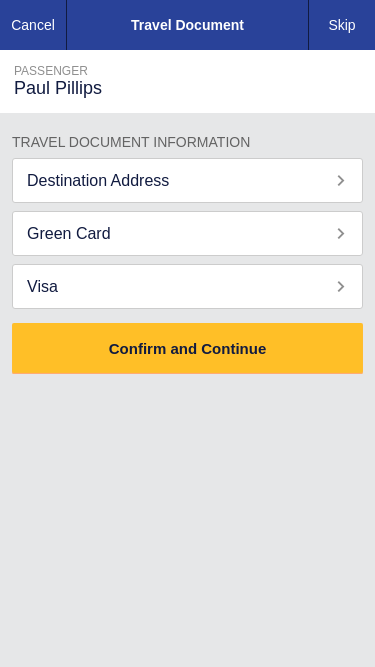 Cancel
Travel Document
Skip
PASSENGER
Paul Pillips
TRAVEL DOCUMENT INFORMATION
Destination Address
Green Card
Visa
Confirm and Continue